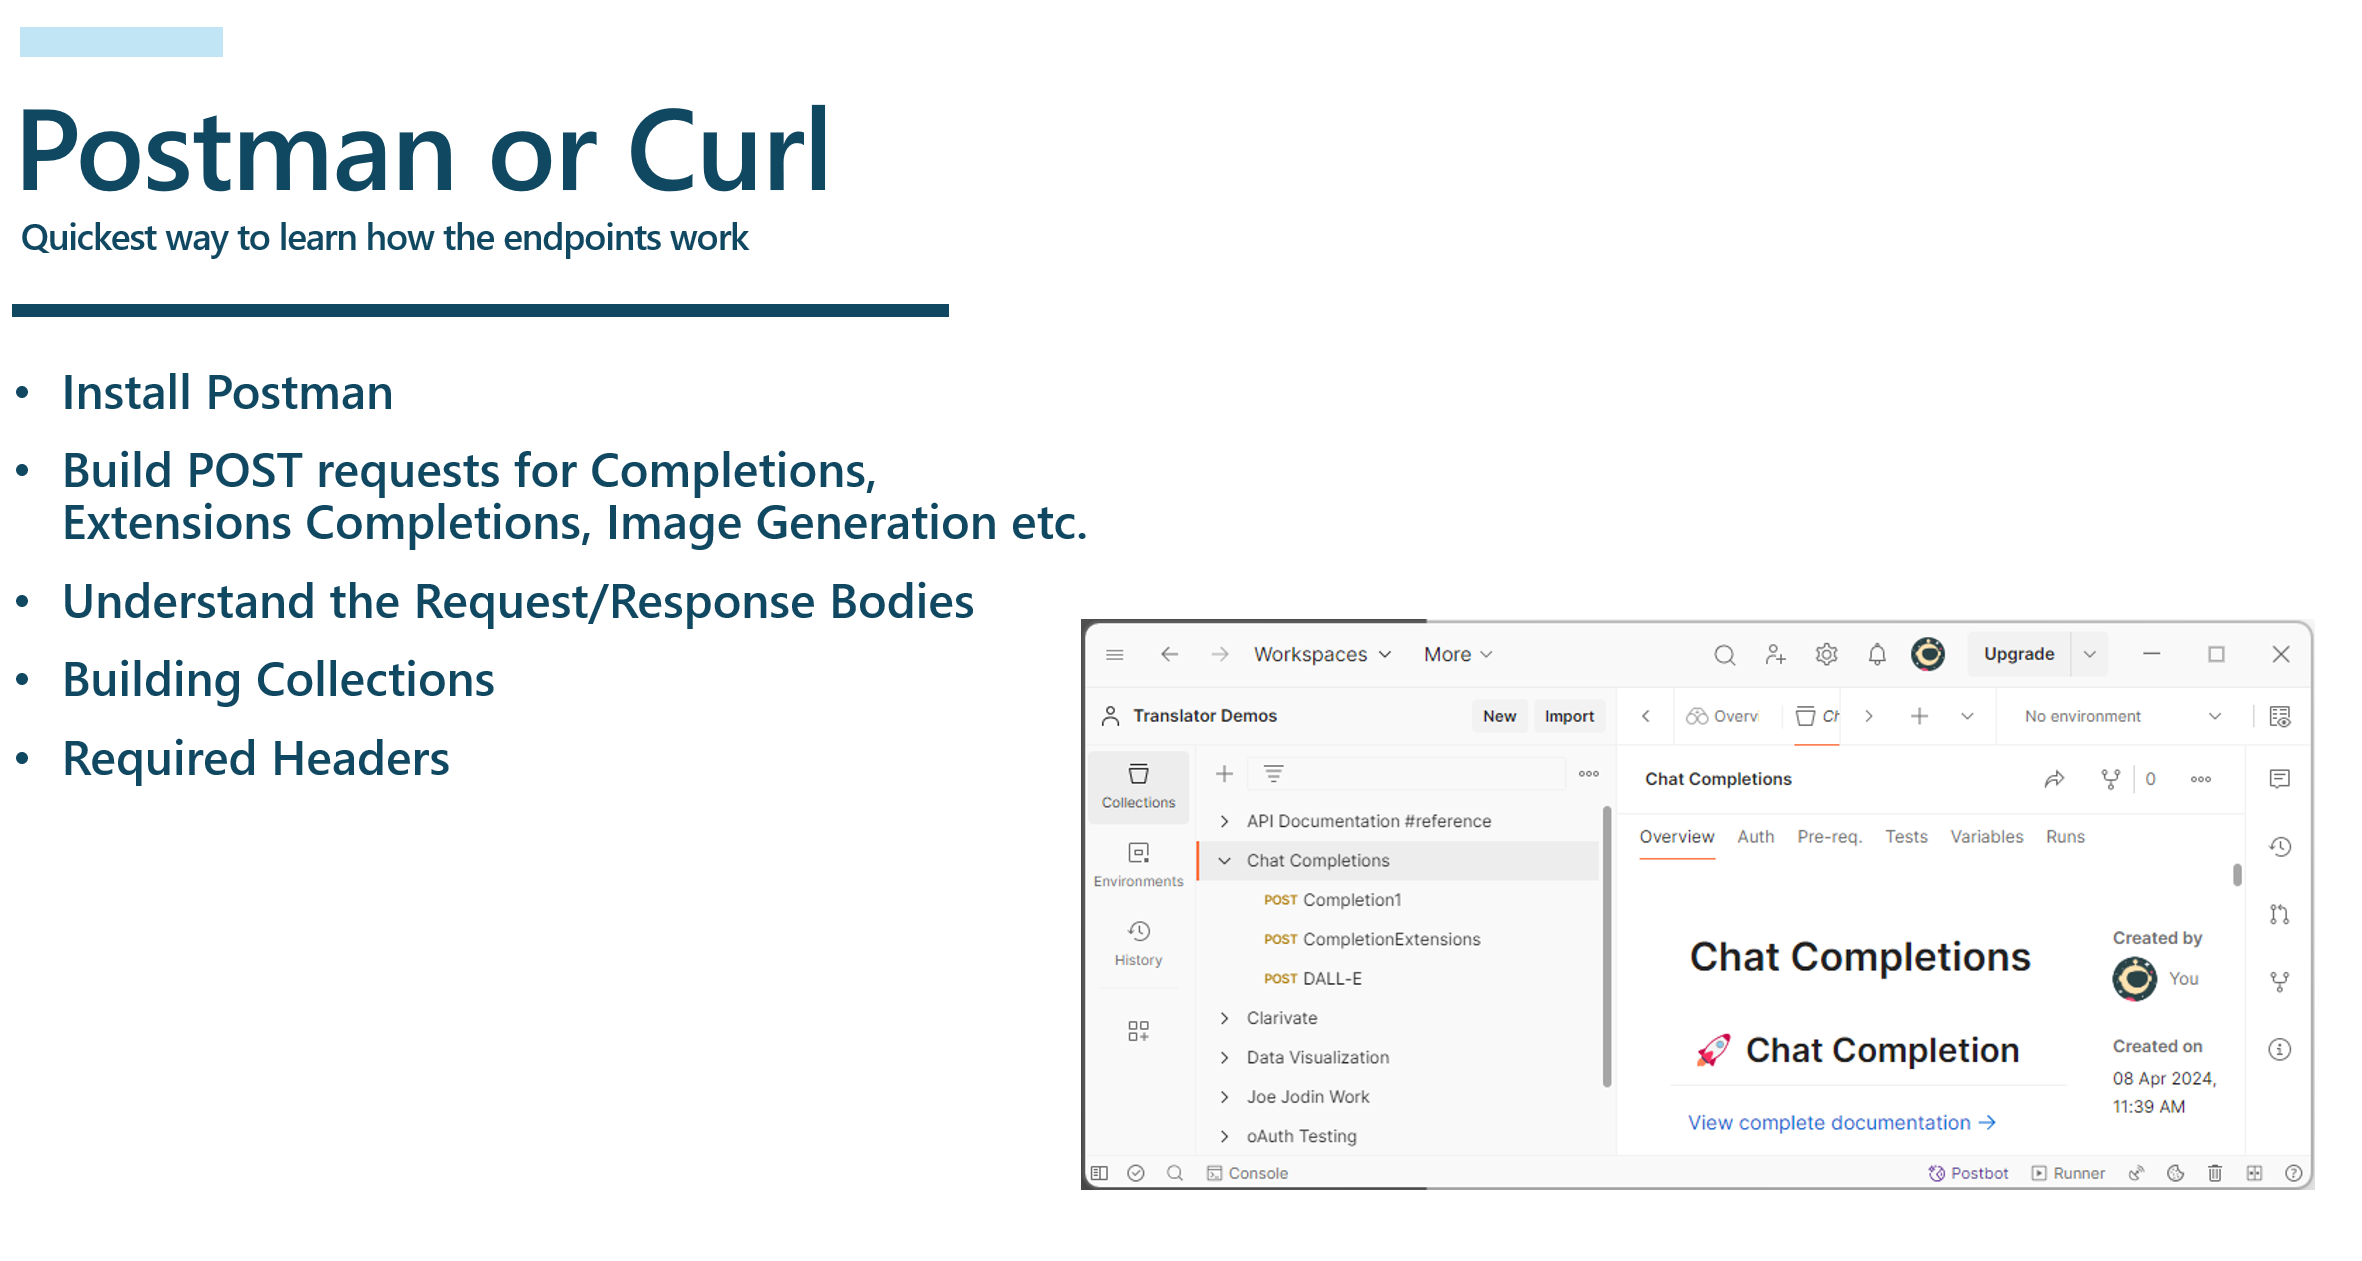 Postman or Curl
Quickest way to learn how the endpoints work
• Install Postman
• Build POST requests for Completions,
Extensions Completions, Image Generation etc.
• Understand the Request/Response Bodies
• Building Collections
• Required Headers
Workspaces
More
Upgrade
Translator Demos
New
Import
Overvi
No environment
Collections
Environments
History
API Documentation #reference
Chat Completions
POST Completion1
POST CompletionExtensions
POST DALL-E
Clarivate
Data Visualization
Joe Jodin Work
oAuth Testing
Chat Completions
0
Overview Auth Pre-req. Tests Variables Runs
Chat Completions
🚀 Chat Completion
View complete documentation →
Created by
You
Created on
08 Apr 2024,
11:39 AM
Console
Postbot
Runner